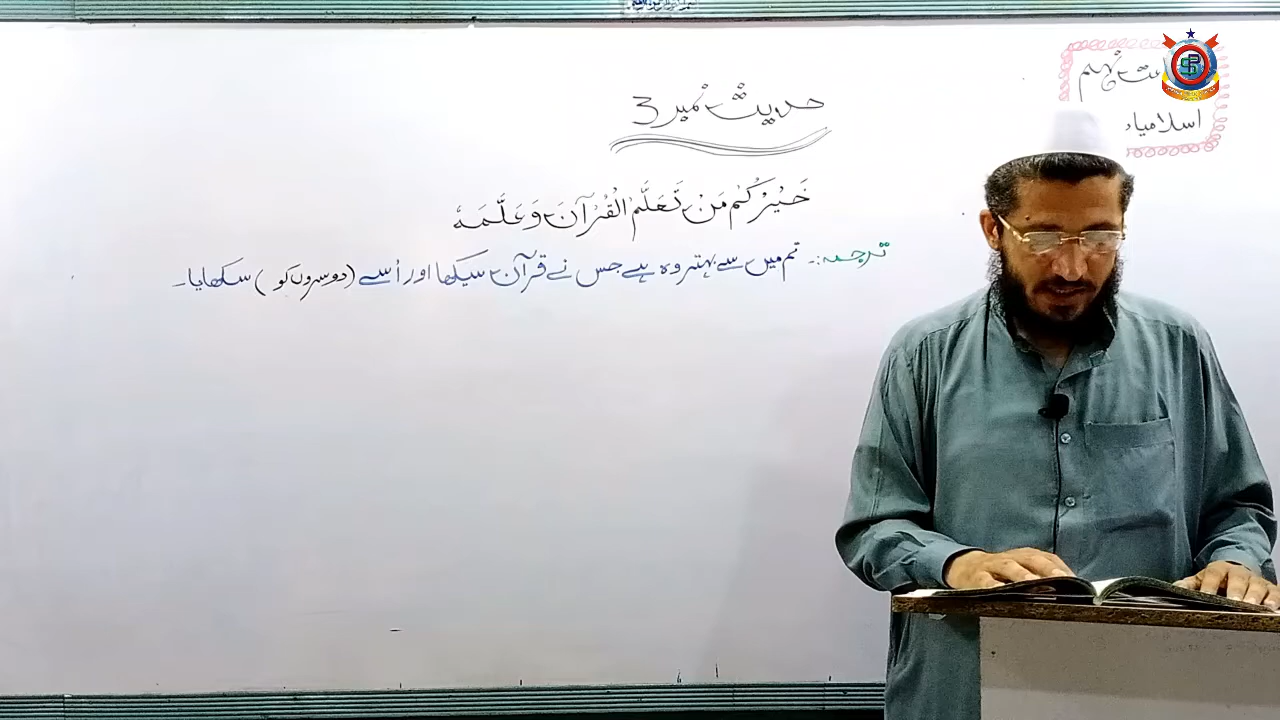 نہم
اسلامیات
حدیث نمبر 3
خَيْرُكُمْ مَنْ تَعَلَّمَ الْقُرْآنَ وَعَلَّمَهُ
ترجمہ:۔ تم میں سے بہتر وہ ہے جس نے قرآن سیکھا اور اُسے (دوسروں کو) سکھایا۔